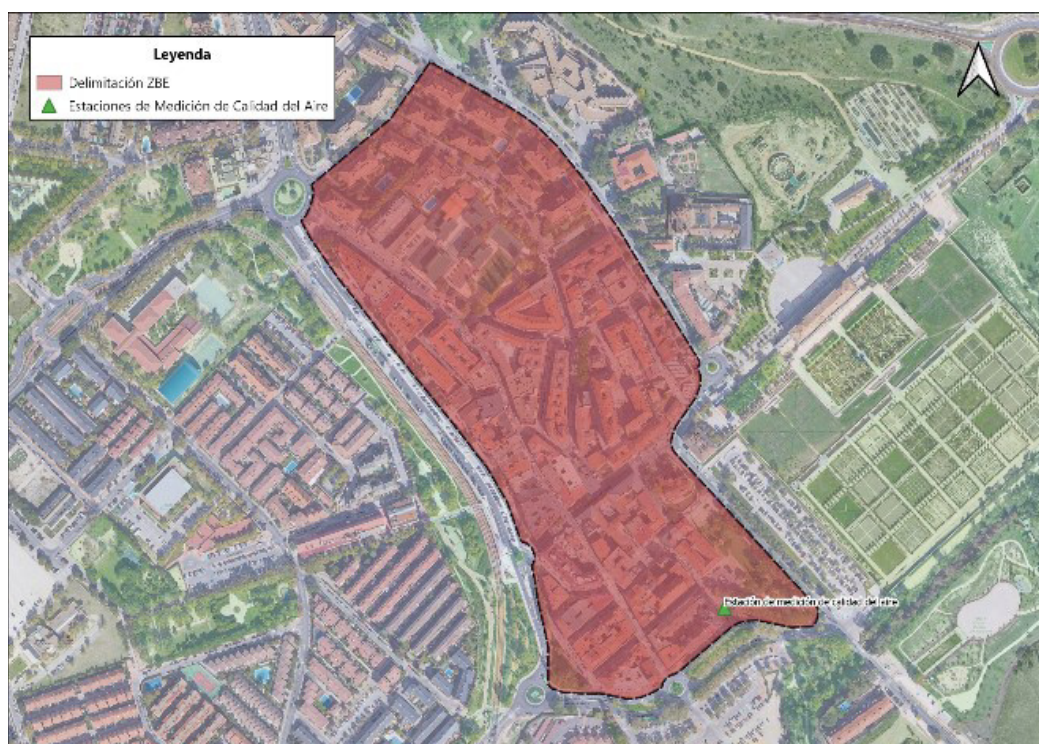 Leyenda
Delimitación ZBE
Estaciones de Medición de Calidad del Aire
Estación de medición de calidad del aire